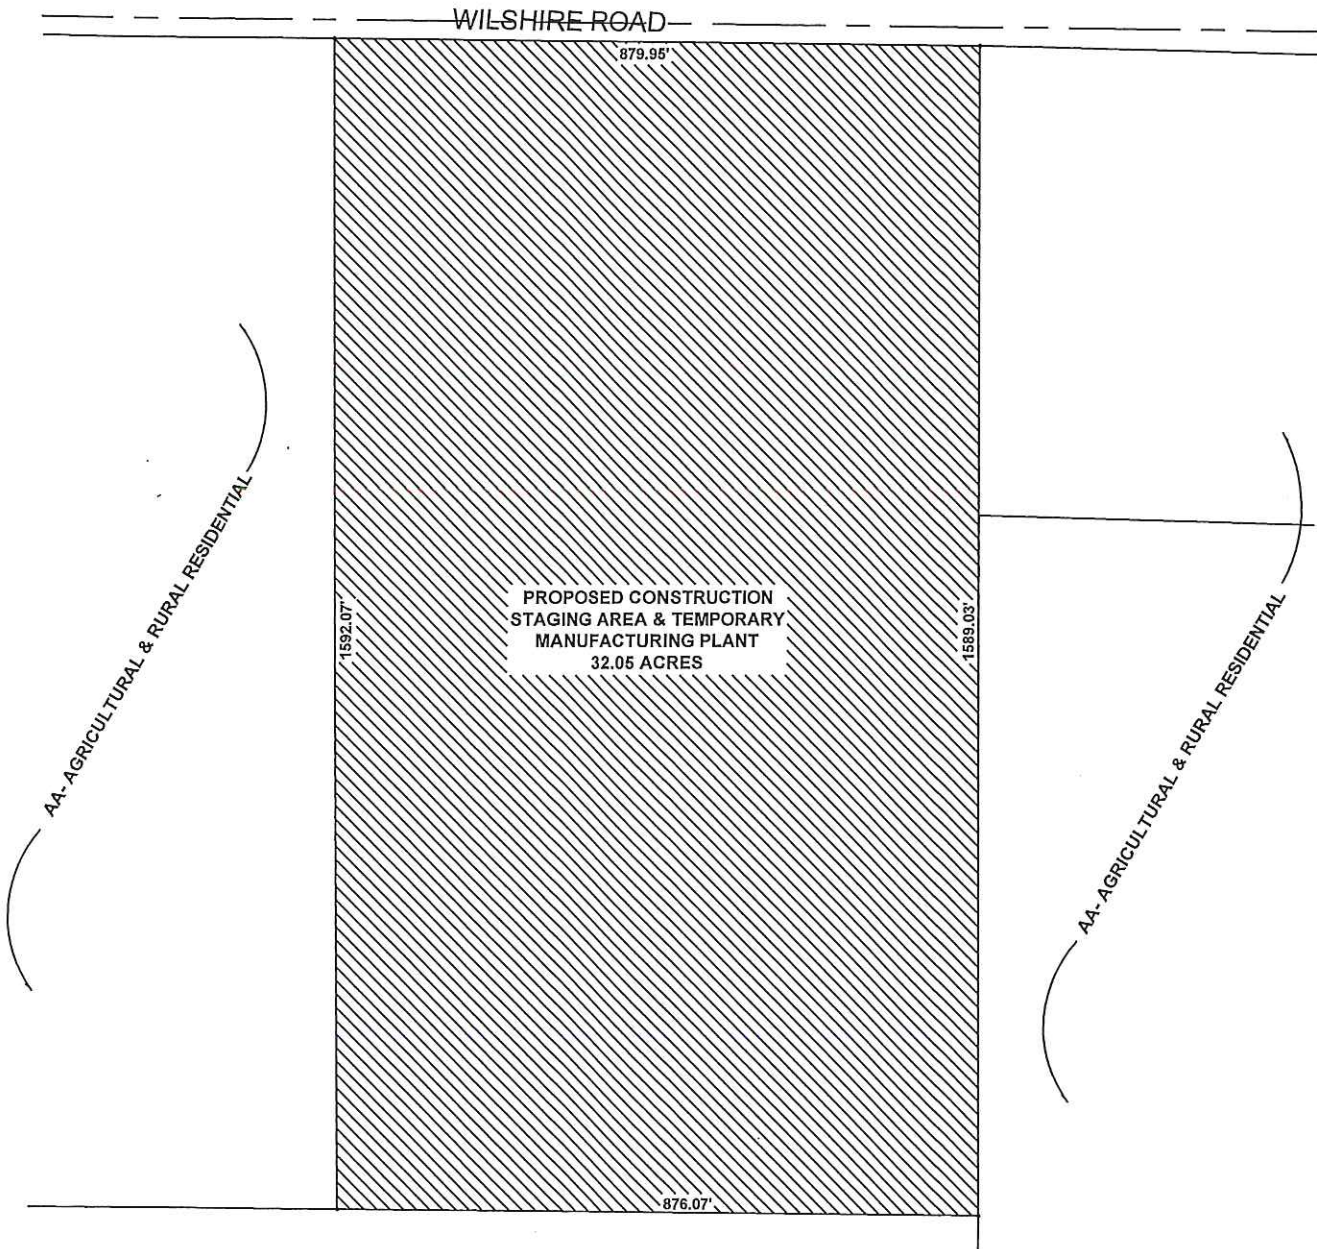 WILSHIRE ROAD
879.95'
AA- AGRICULTURAL & RURAL RESIDENTIAL
1592.07'
PROPOSED CONSTRUCTION
STAGING AREA & TEMPORARY
MANUFACTURING PLANT
32.05 ACRES
1589.03'
AA- AGRICULTURAL & RURAL RESIDENTIAL
876.07'